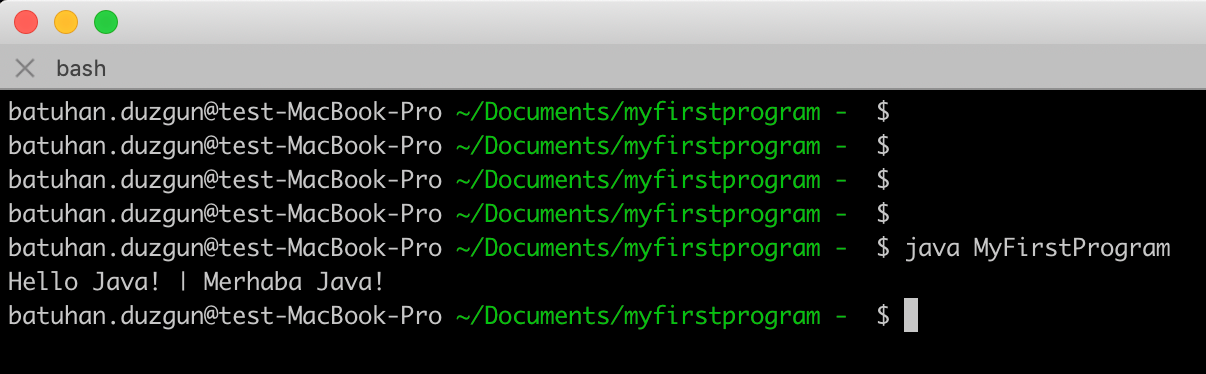 bash
batuhan.duzgun@test-MacBook-Pro ~/Documents/myfirstprogram - $
batuhan.duzgun@test-MacBook-Pro ~/Documents/myfirstprogram - $
batuhan.duzgun@test-MacBook-Pro ~/Documents/myfirstprogram - $
batuhan.duzgun@test-MacBook-Pro ~/Documents/myfirstprogram - $
batuhan.duzgun@test-MacBook-Pro ~/Documents/myfirstprogram - $ java MyFirstProgram
Hello Java! | Merhaba Java!
batuhan.duzgun@test-MacBook-Pro ~/Documents/myfirstprogram - $